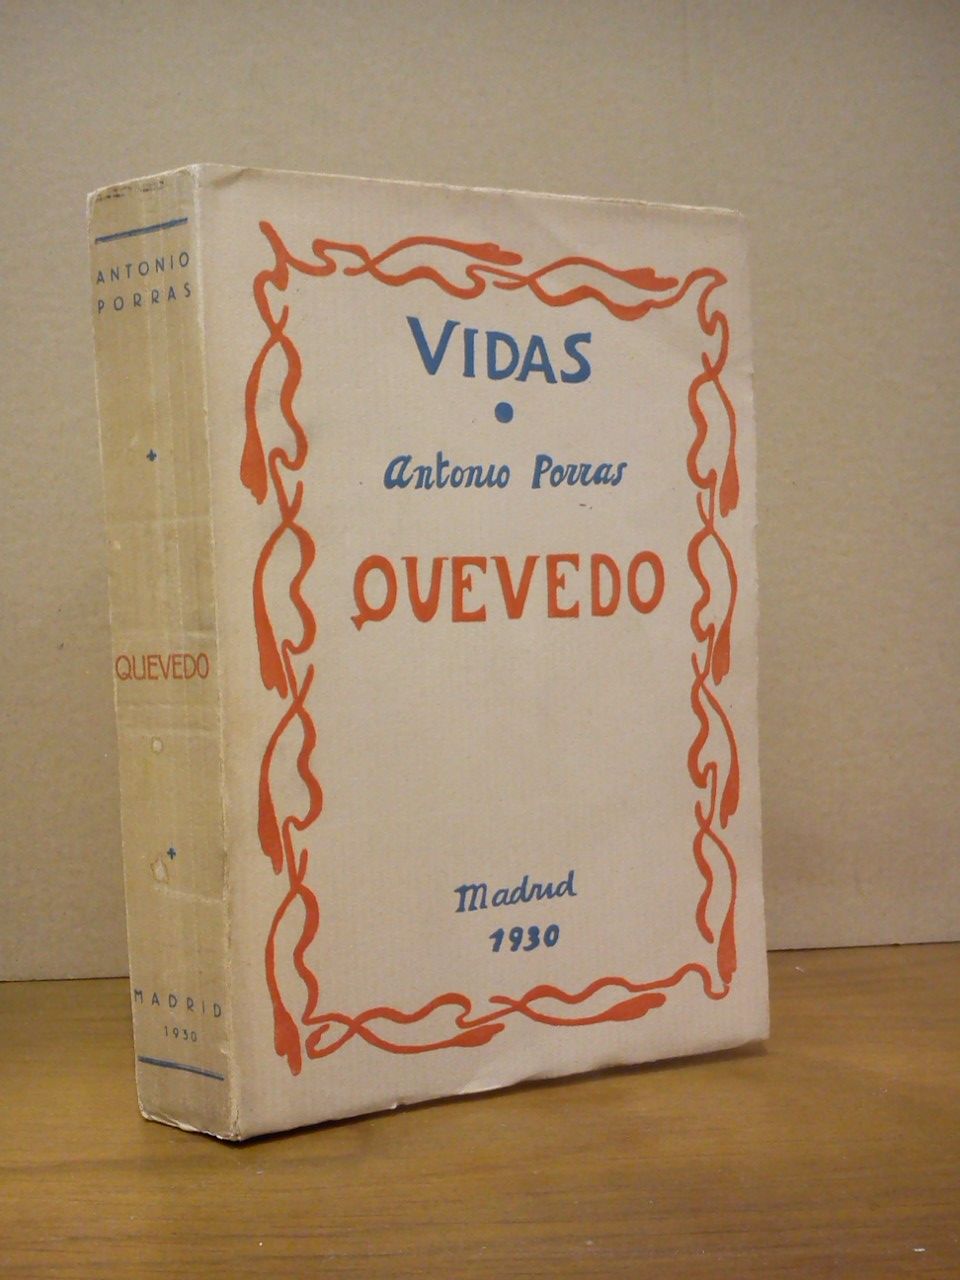 ANTONIO
PORRAS
QUEVEDO
MADRID
1930
VIDAS
Antonio Porras
QUEVEDO
Madrid
1930